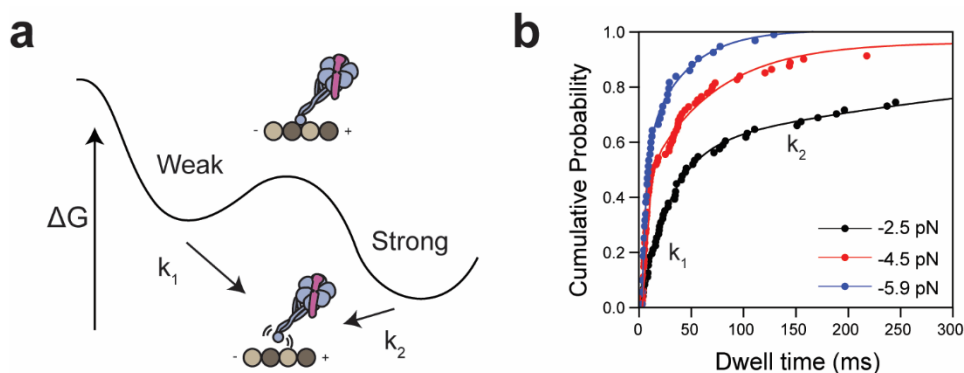 a
ΔG
Weak
Strong
k1
k2
- +
- +
b
Cumulative Probability
1.0
0.8
0.6
0.4
0.2
0.0
k1
k2
-2.5 pN
-4.5 pN
-5.9 pN
0 50 100 150 200 250 300
Dwell time (ms)